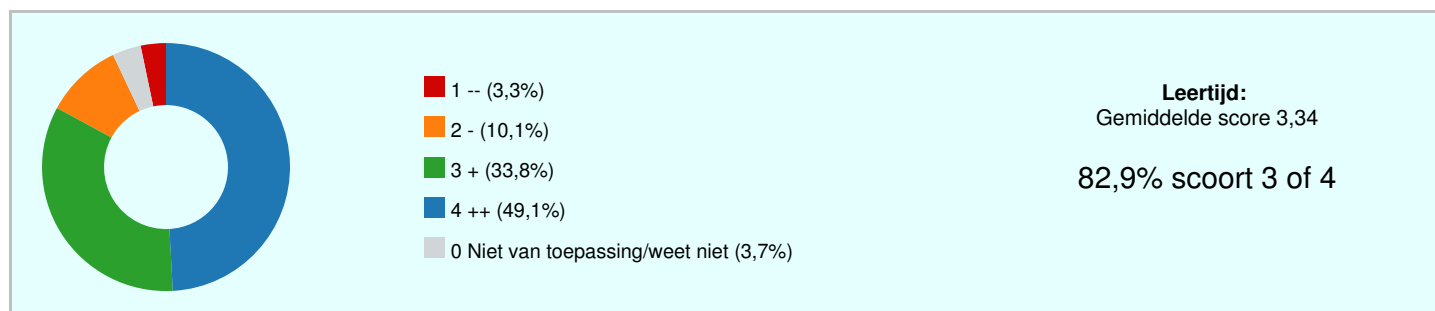 1 -- (3,3%)
2 - (10,1%)
3 + (33,8%)
4 ++ (49,1%)
0 Niet van toepassing/weet niet (3,7%)
Leertijd:
Gemiddelde score 3,34
82,9% scoort 3 of 4